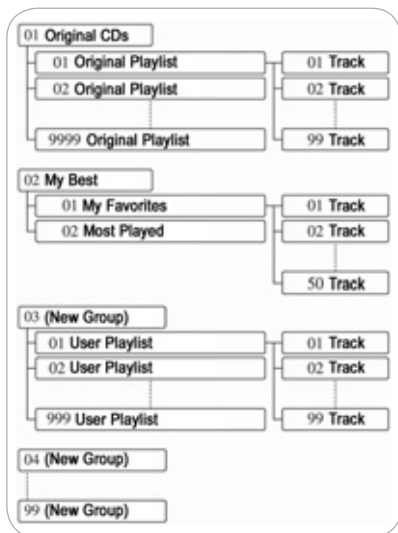 01 Original CDs
01 Original Playlist 01 Track
02 Original Playlist 02 Track
9999 Original Playlist 99 Track
02 My Best
01 My Favorites 01 Track
02 Most Played 02 Track
50 Track
03 (New Group)
01 User Playlist 01 Track
02 User Playlist 02 Track
999 User Playlist 99 Track
04 (New Group)
99 (New Group)